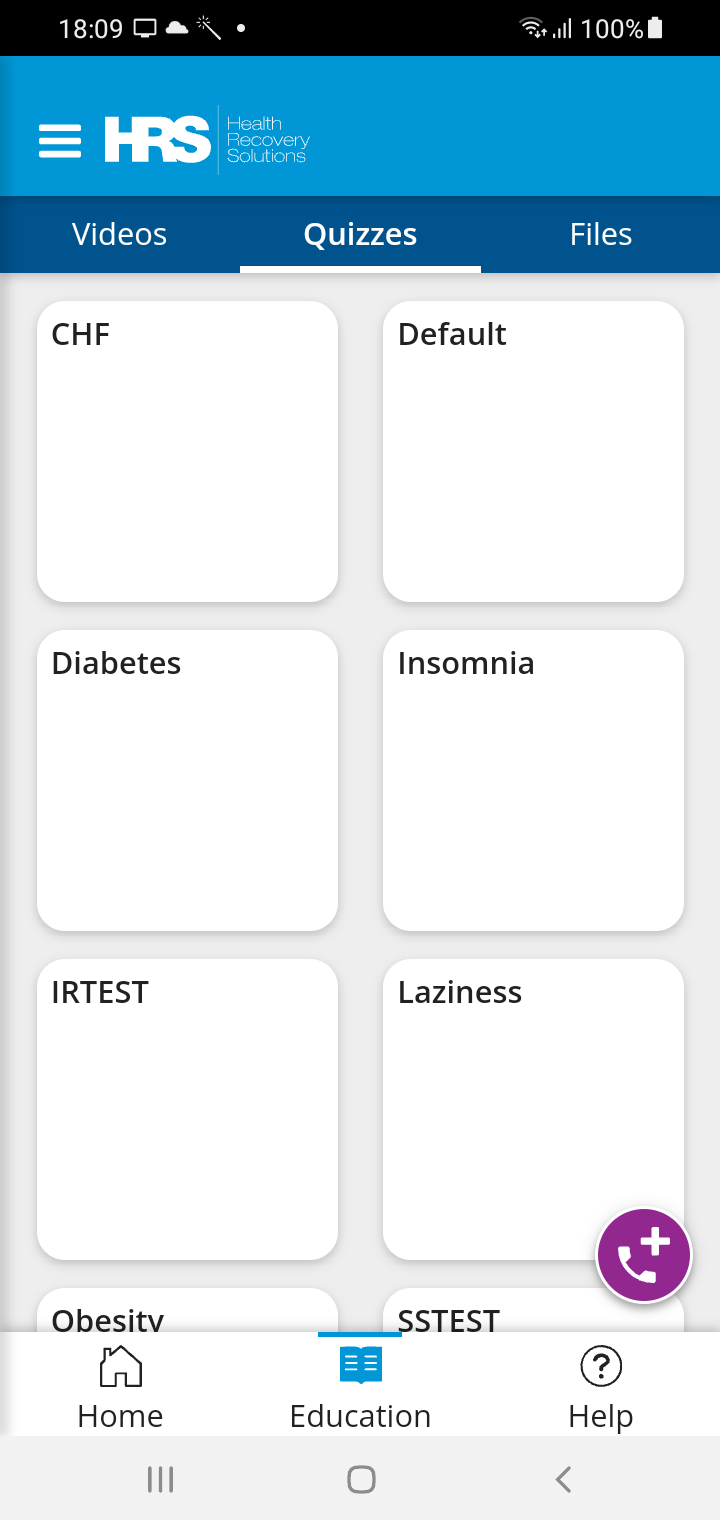 18:09
100%
HRS
Health
Recovery
Solutions
Videos Quizzes Files
CHF Default
Diabetes Insomnia
IRTEST Laziness
Obesity SSTEST
Home Education Help